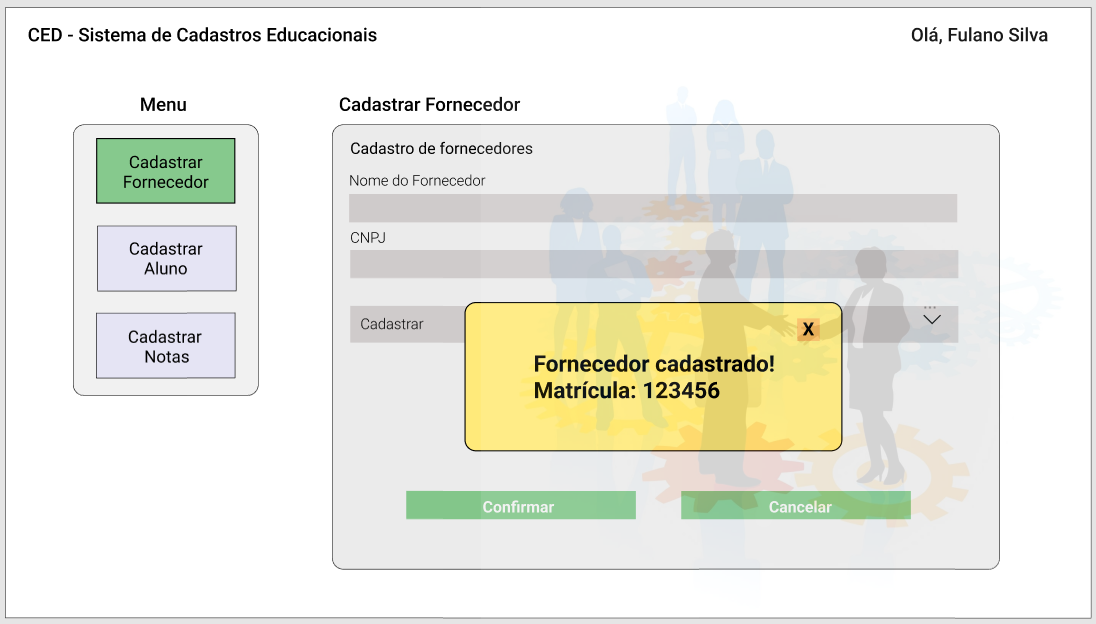 CED - Sistema de Cadastros Educacionais
Olá, Fulano Silva
Menu
Cadastrar
Fornecedor
Cadastrar
Aluno
Cadastrar
Notas
Cadastrar Fornecedor
Cadastro de fornecedores
Nome do Fornecedor
CNPJ
Cadastrar
...
X
Fornecedor cadastrado!
Matrícula: 123456
Confirmar
Cancelar